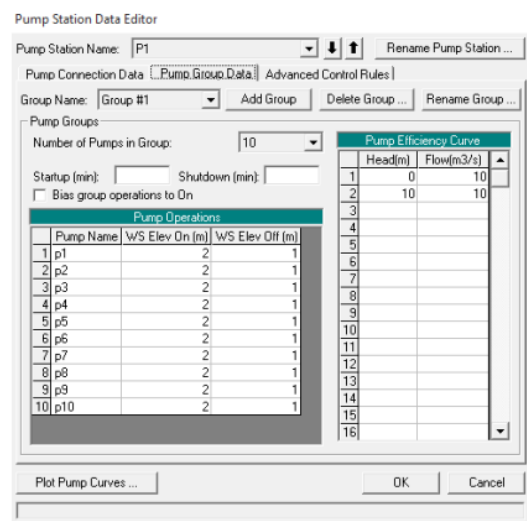 Pump Station Data Editor
Pump Station Name: P1 Rename Pump Station ...
Pump Connection Data Pump Group Data Advanced Control Rules
Group Name: Group #1 Add Group Delete Group ... Rename Group ...
Pump Groups
Number of Pumps in Group: 10
Startup (min): Shutdown (min):
Bias group operations to On
Pump Operations
Pump Name WS Elev On (m) WS Elev Off (m)
1 p1 2 1
2 p2 2 1
3 p3 2 1
4 p4 2 1
5 p5 2 1
6 p6 2 1
7 p7 2 1
8 p8 2 1
9 p9 2 1
10 p10 2 1
Pump Efficiency Curve
Head(m) Flow(m3/s)
1 0 10
2 10 10
3
4
5
6
7
8
9
10
11
12
13
14
15
16
Plot Pump Curves ... OK Cancel